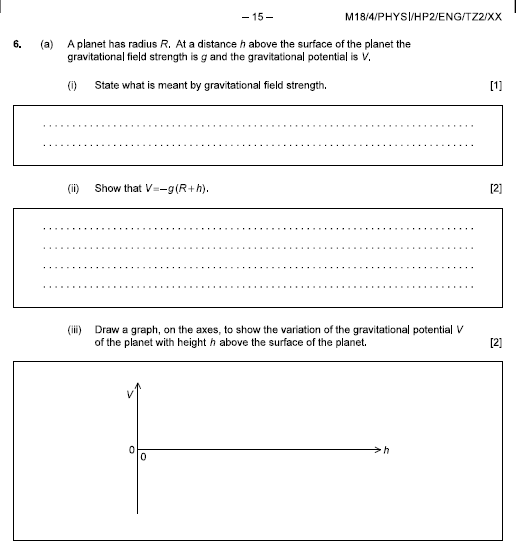 – 15 –
M18/4/PHYSI/HP2/ENG/TZ2/XX
6. (a) A planet has radius R. At a distance h above the surface of the planet the
gravitational field strength is g and the gravitational potential is V.
(i) State what is meant by gravitational field strength. [1]
(ii) Show that V=–g(R+h). [2]
(iii) Draw a graph, on the axes, to show the variation of the gravitational potential V
of the planet with height h above the surface of the planet. [2]
V
0
0
h